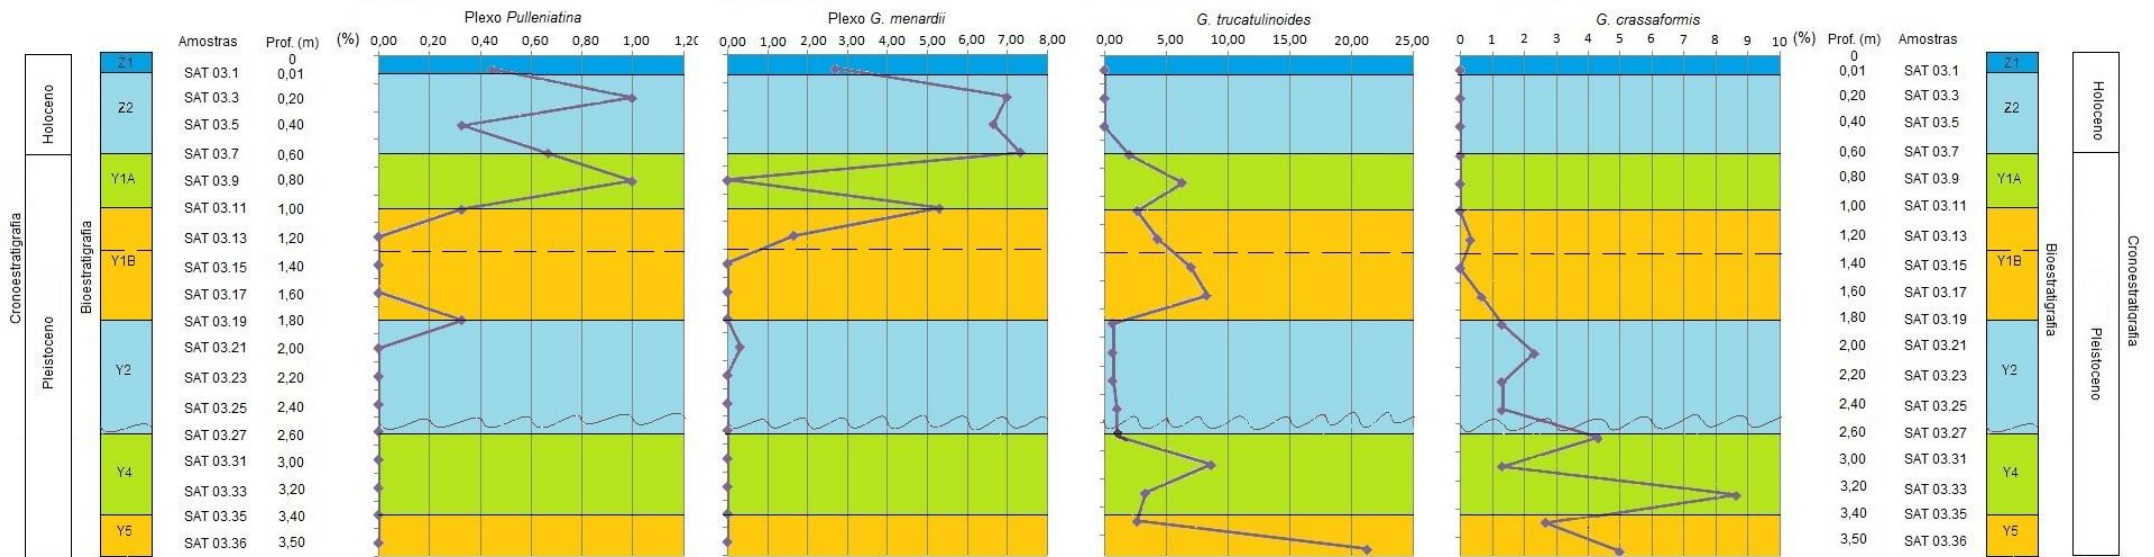 Plexo Pulleniatina Plexo G. menardii G. trucatulinoides G. crassaformis
Amostras Prof. (m) (%) 0,00 0,20 0,40 0,60 0,80 1,00 1,20 0,00 1,00 2,00 3,00 4,00 5,00 6,00 7,00 8,00 0,00 5,00 10,00 15,00 20,00 25,00 0 1 2 3 4 5 6 7 8 9 10 (%) Prof. (m) Amostras
0 0
Z1 SAT 03.1 0,01 0,01 SAT 03.1 Z1
Z2 SAT 03.3 0,20 0,20 SAT 03.3 Z2
SAT 03.5 0,40 0,40 SAT 03.5
SAT 03.7 0,60 0,60 SAT 03.7
Y1A SAT 03.9 0,80 0,80 SAT 03.9 Y1A
SAT 03.11 1,00 1,00 SAT 03.11
SAT 03.13 1,20 1,20 SAT 03.13
Y1B SAT 03.15 1,40 1,40 SAT 03.15 Y1B
SAT 03.17 1,60 1,60 SAT 03.17
SAT 03.19 1,80 1,80 SAT 03.19
SAT 03.21 2,00 2,00 SAT 03.21
Y2 SAT 03.23 2,20 2,20 SAT 03.23 Y2
SAT 03.25 2,40 2,40 SAT 03.25
SAT 03.27 2,60 2,60 SAT 03.27
Y4 SAT 03.31 3,00 3,00 SAT 03.31 Y4
SAT 03.33 3,20 3,20 SAT 03.33
SAT 03.35 3,40 3,40 SAT 03.35
Y5 SAT 03.36 3,50 3,50 SAT 03.36 Y5
Cronoestratigrafia
Holoceno
Pleistoceno
Bioestratigrafia
Bioestratigrafia
Holoceno
Pleistoceno
Cronoestratigrafia